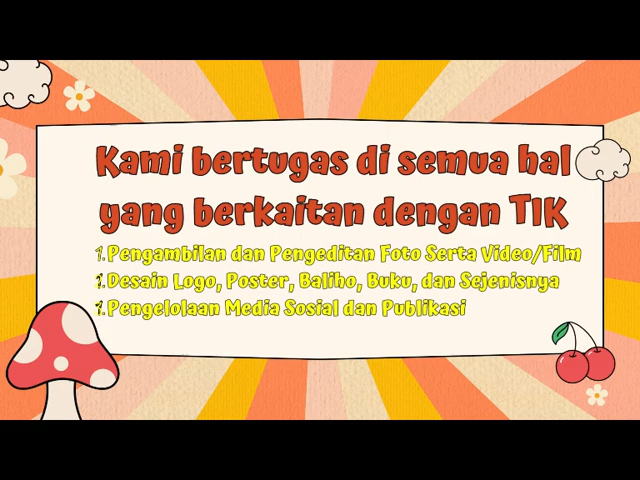 Kami bertugas di semua hal
yang berkaitan dengan TIK
1. Pengambilan dan Pengeditan Foto Serta Video/Film
1. Desain Logo, Poster, Baliho, Buku, dan Sejenisnya
1. Pengelolaan Media Sosial dan Publikasi